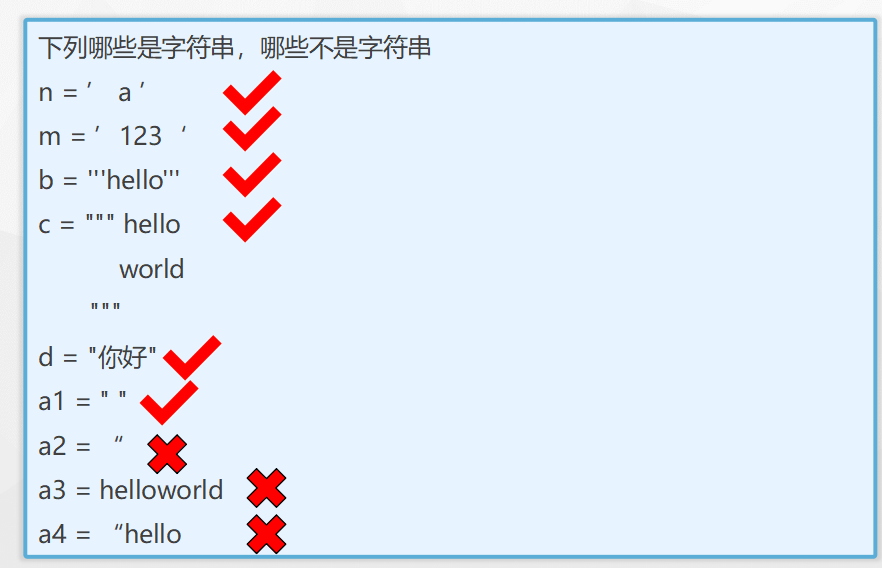 下列哪些是字符串，哪些不是字符串
n = ’ a ’
m = ’ 123 ‘
b = '''hello'''
c = """ hello
world
"""
d = "你好"
a1 = " "
a2 = “
a3 = helloworld
a4 = “hello